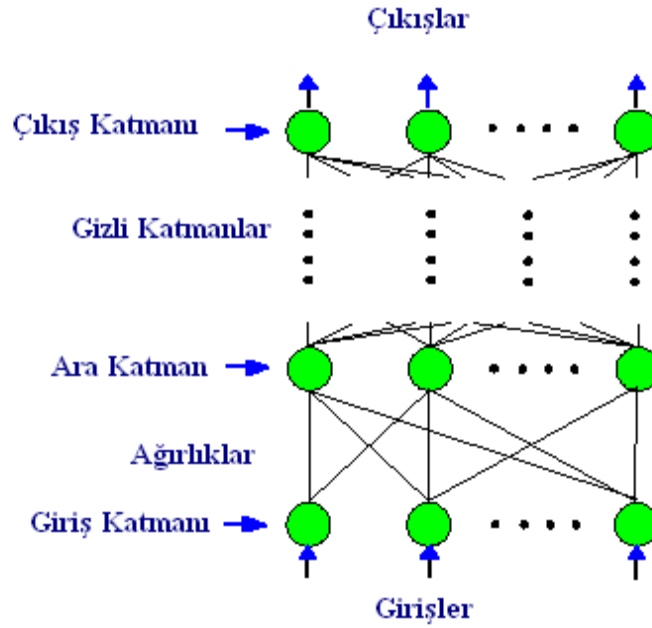 Çıkışlar
Çıkış Katmanı
Gizli Katmanlar
Ara Katman
Ağırlıklar
Giriş Katmanı
Girişler